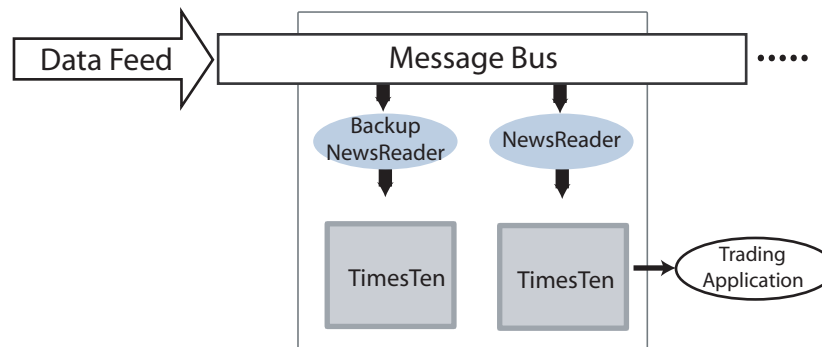 Data Feed
Message Bus
Backup
NewsReader
NewsReader
TimesTen
TimesTen
Trading
Application